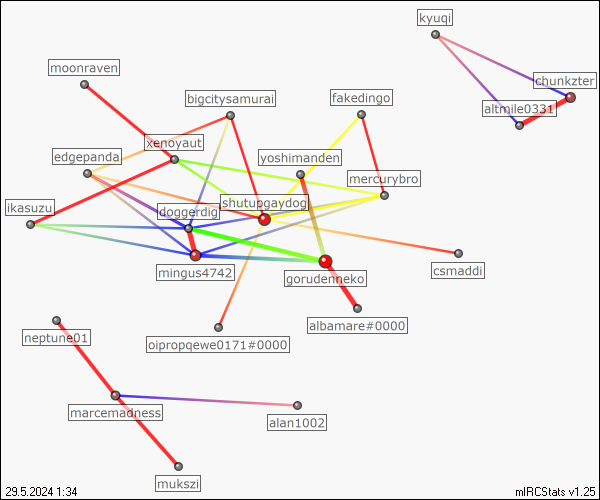 kyuqi
moonraven
chunkzter
bigcitysamurai
fakedingo
altmile0331
xenoyaut
edgepanda
yoshimanden
mercurybro
shutupgaydog
ikasuzu
doggerdig
mingus4742
csmaddi
gorudenneko
albamare#0000
neptune01
oipropqewe0171#0000
marcemadness
alan1002
mukszi
29.5.2024 1:34
mIRCStats v1.25